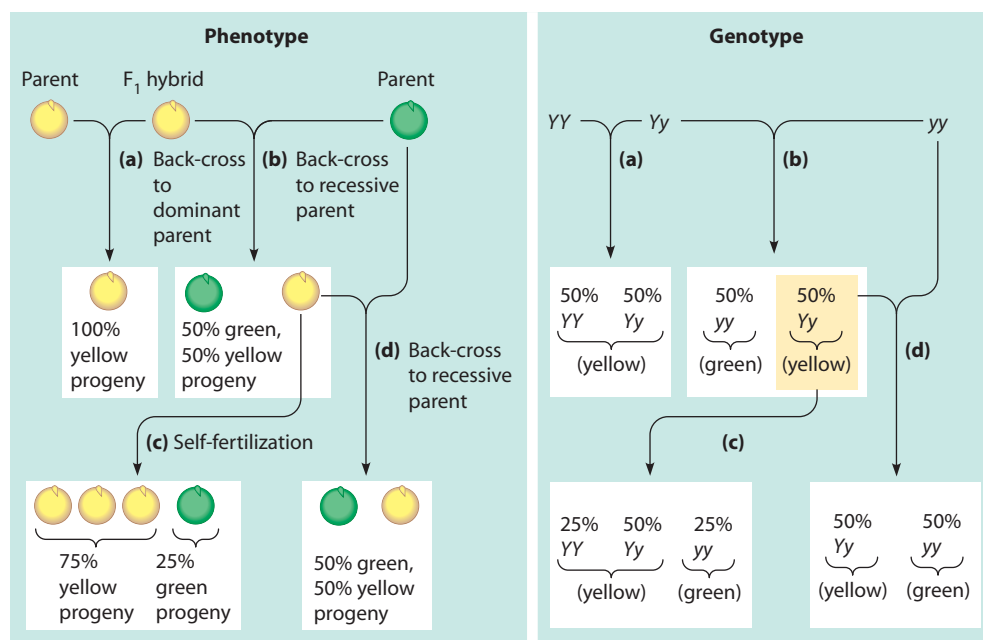 Phenotype
Parent
F1 hybrid
Parent
(a) Back-cross
to
dominant
parent
(b) Back-cross
to recessive
parent
100%
yellow
progeny
50% green,
50% yellow
progeny
(d) Back-cross
to recessive
parent
(c) Self-fertilization
75%
yellow
progeny
25%
green
progeny
50% green,
50% yellow
progeny
Genotype
YY
Yy
yy
(a)
(b)
50% 50%
YY Yy
(yellow)
50%
yy
(green)
50%
Yy
(yellow)
(d)
(c)
25% 50% 25%
YY Yy yy
(yellow) (green)
50% 50%
Yy yy
(yellow) (green)